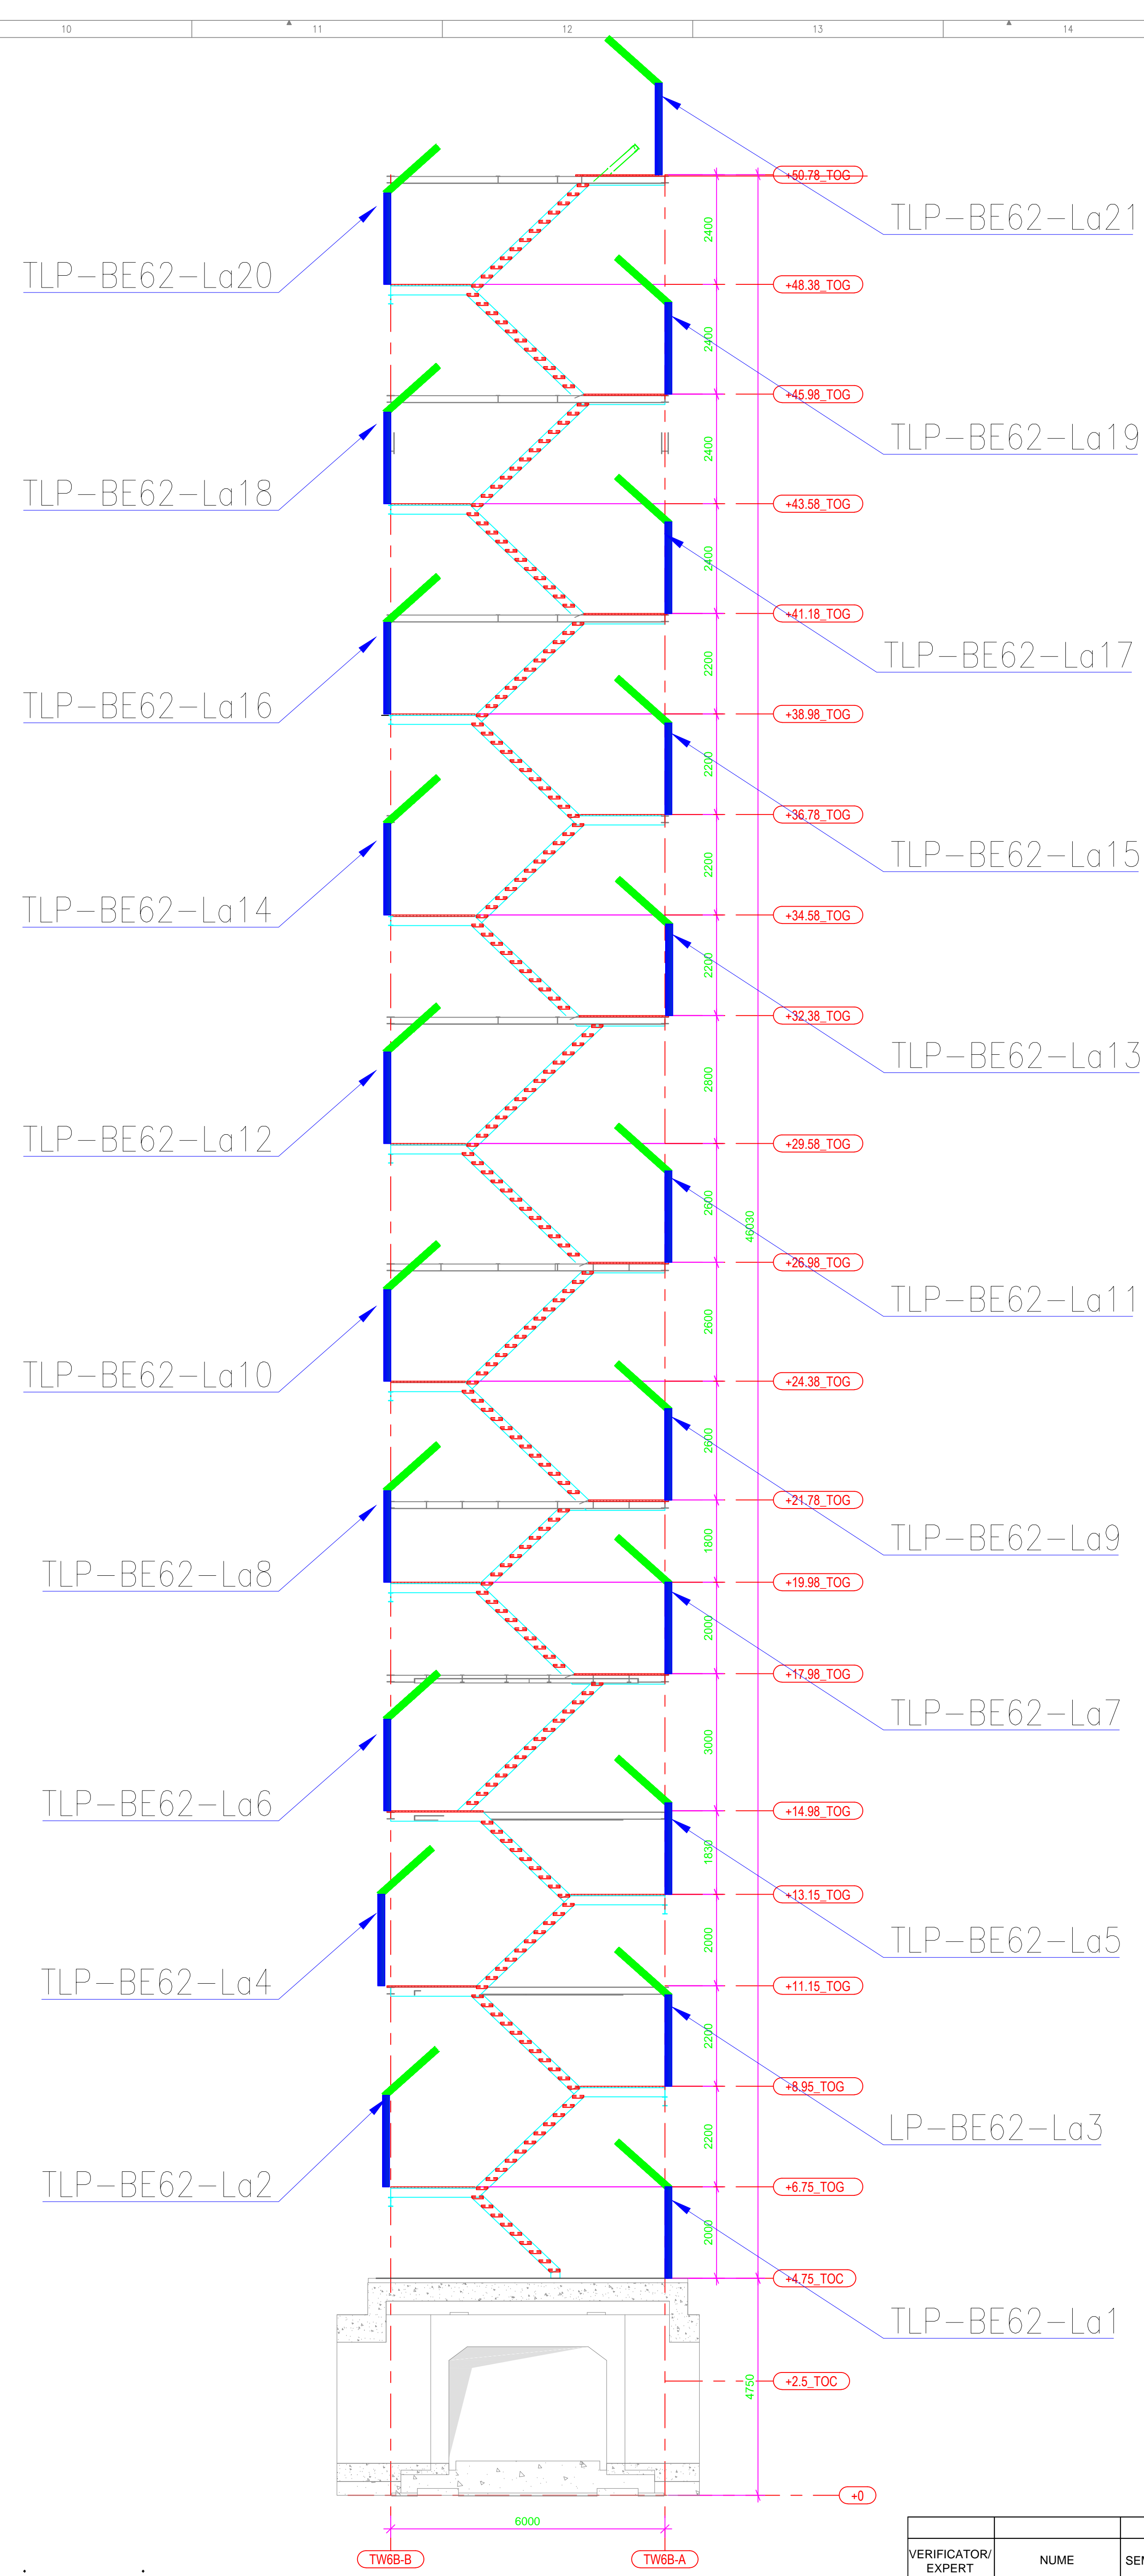 10 11 12 13 14
+50.78_TOG
TLP-BE62-La21
2400
TLP-BE62-La20
+48.38_TOG
2400
+45.98_TOG
TLP-BE62-La19
2400
TLP-BE62-La18
+43.58_TOG
2400
+41.18_TOG
TLP-BE62-La17
2200
TLP-BE62-La16
+38.98_TOG
2200
+36.78_TOG
TLP-BE62-La15
2200
TLP-BE62-La14
+34.58_TOG
2200
+32.38_TOG
TLP-BE62-La13
2800
TLP-BE62-La12
+29.58_TOG
2600
46030
+26.98_TOG
TLP-BE62-La11
2600
TLP-BE62-La10
+24.38_TOG
2600
+21.78_TOG
TLP-BE62-La9
1800
TLP-BE62-La8
+19.98_TOG
2000
+17.98_TOG
TLP-BE62-La7
3000
TLP-BE62-La6
+14.98_TOG
1830
+13.15_TOG
TLP-BE62-La5
2000
TLP-BE62-La4
+11.15_TOG
2200
+8.95_TOG
LP-BE62-La3
2200
TLP-BE62-La2
+6.75_TOG
2000
+4.75_TOC
TLP-BE62-La1
+2.5_TOC
4750
+0
6000
TW6B-B TW6B-A
VERIFICATOR/
EXPERT
NUME